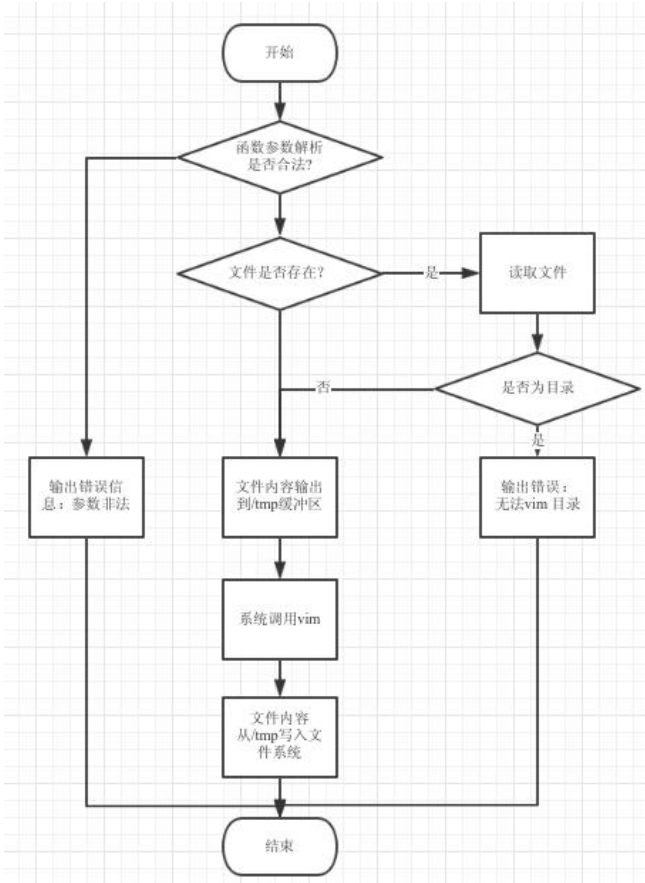 开始
函数参数解析
是否合法?
文件是否存在?
是
读取文件
否
是否为目录
是
输出错误信
息：参数非法
文件内容输出
到/tmp缓冲区
输出错误：
无法vim 目录
系统调用vim
文件内容
从/tmp写入文
件系统
结束